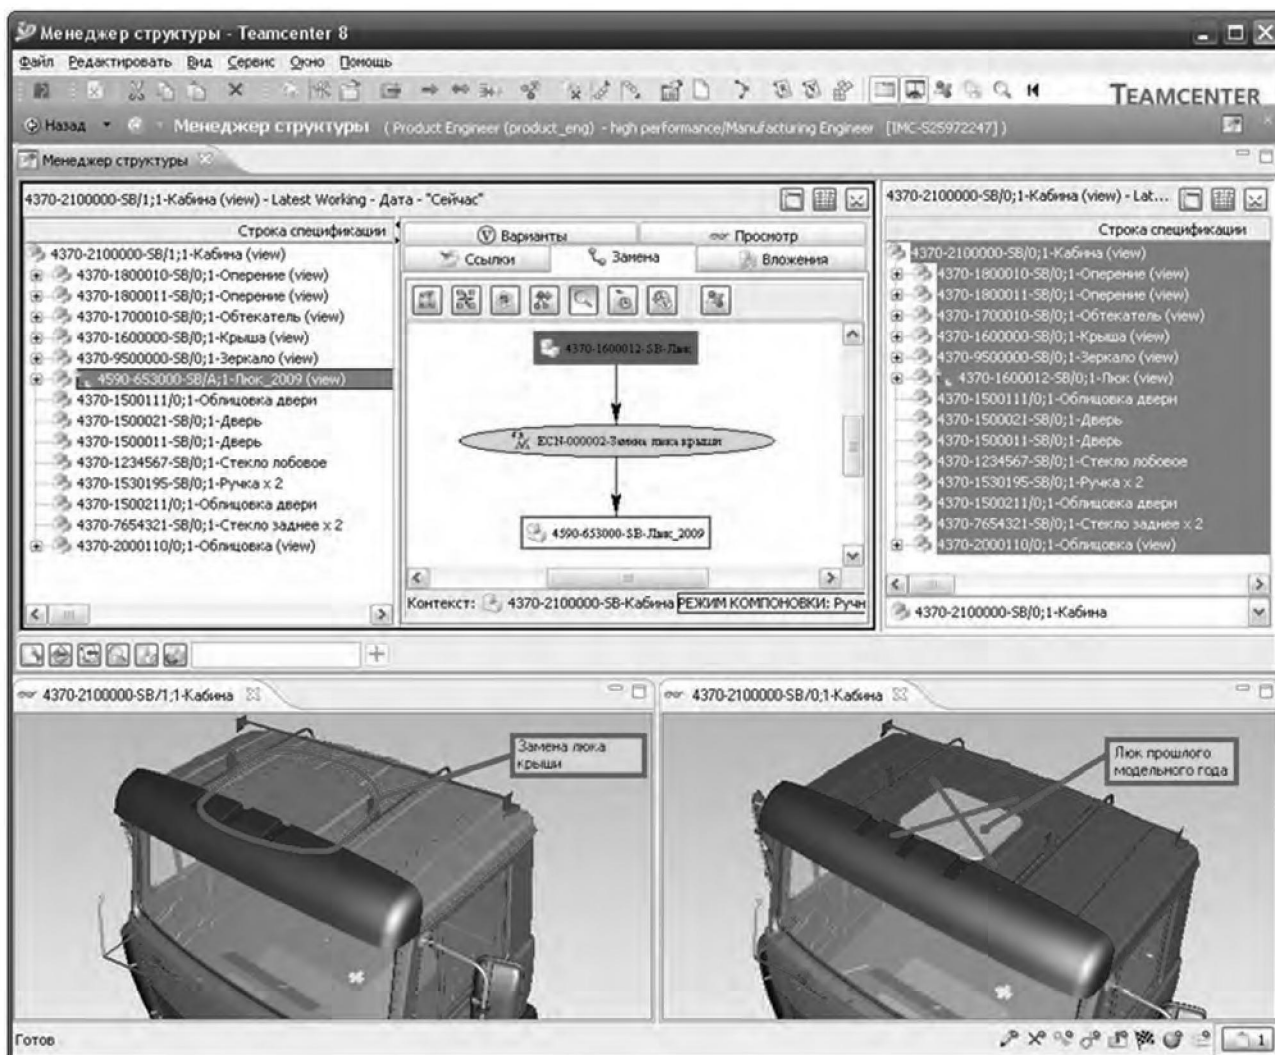 Менеджер структуры - Teamcenter 8
Файл Редактировать Вид Сервис Окно Помощь
TEAMCENTER
Назад Менеджер структуры ( Product Engineer (product_eng) - high performance/Manufacturing Engineer [IMC-S25972247] )
Менеджер структуры
4370-2100000-SB/1;1-Кабина (view) - Latest Working - Дата - "Сейчас"
Строка спецификации
4370-2100000-SB/1;1-Кабина (view)
4370-1800010-SB/0;1-Оперение (view)
4370-1800011-SB/0;1-Оперение (view)
4370-1700010-SB/0;1-Обтекатель (view)
4370-1600000-SB/0;1-Крыша (view)
4370-9500000-SB/0;1-Зеркало (view)
4590-653000-SB/A;1-Люк_2009 (view)
4370-1500111/0;1-Облицовка двери
4370-1500021-SB/0;1-Дверь
4370-1500011-SB/0;1-Дверь
4370-1234567-SB/0;1-Стекло лобовое
4370-1530195-SB/0;1-Ручка x 2
4370-1500211/0;1-Облицовка двери
4370-7654321-SB/0;1-Стекло заднее x 2
4370-2000110/0;1-Облицовка (view)
Варианты Просмотр
Ссылки Замена Вложения
4370-1600012-SB-Люк
ECN-000002-Замена люка крыши
4590-653000-SB-Люк_2009
Контекст: 4370-2100000-SB-Кабина РЕЖИМ КОМПОНОВКИ: Ручн
4370-2100000-SB/0;1-Кабина (view) - Lat...
Строка спецификации
4370-2100000-SB/0;1-Кабина (view)
4370-1800010-SB/0;1-Оперение (view)
4370-1800011-SB/0;1-Оперение (view)
4370-1700010-SB/0;1-Обтекатель (view)
4370-1600000-SB/0;1-Крыша (view)
4370-9500000-SB/0;1-Зеркало (view)
4370-1600012-SB/0;1-Люк (view)
4370-1500111/0;1-Облицовка двери
4370-1500021-SB/0;1-Дверь
4370-1500011-SB/0;1-Дверь
4370-1234567-SB/0;1-Стекло лобовое
4370-1530195-SB/0;1-Ручка x 2
4370-1500211/0;1-Облицовка двери
4370-7654321-SB/0;1-Стекло заднее x 2
4370-2000110/0;1-Облицовка (view)
4370-2100000-SB/0;1-Кабина
4370-2100000-SB/1;1-Кабина
Замена люка
крыши
4370-2100000-SB/0;1-Кабина
Люк прошлого
модельного года
Готов
1